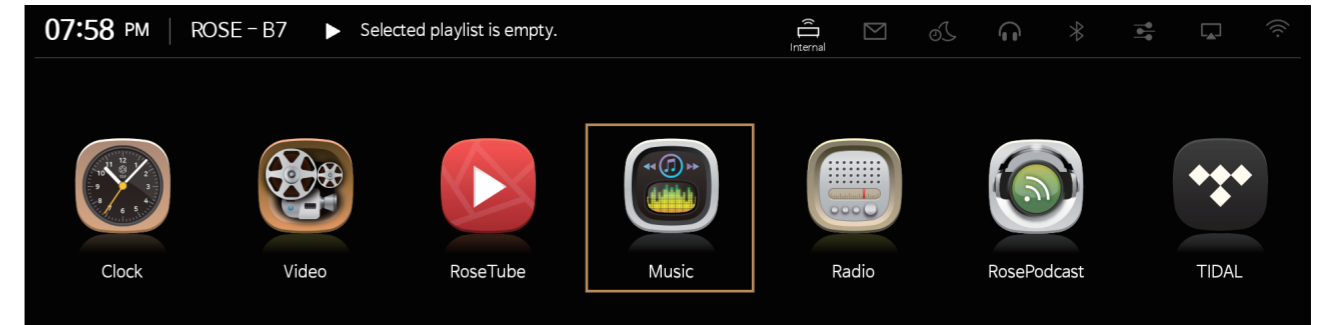 07:58 PM ROSE – B7 Selected playlist is empty.
Internal
Clock Video RoseTube Music Radio RosePodcast TIDAL